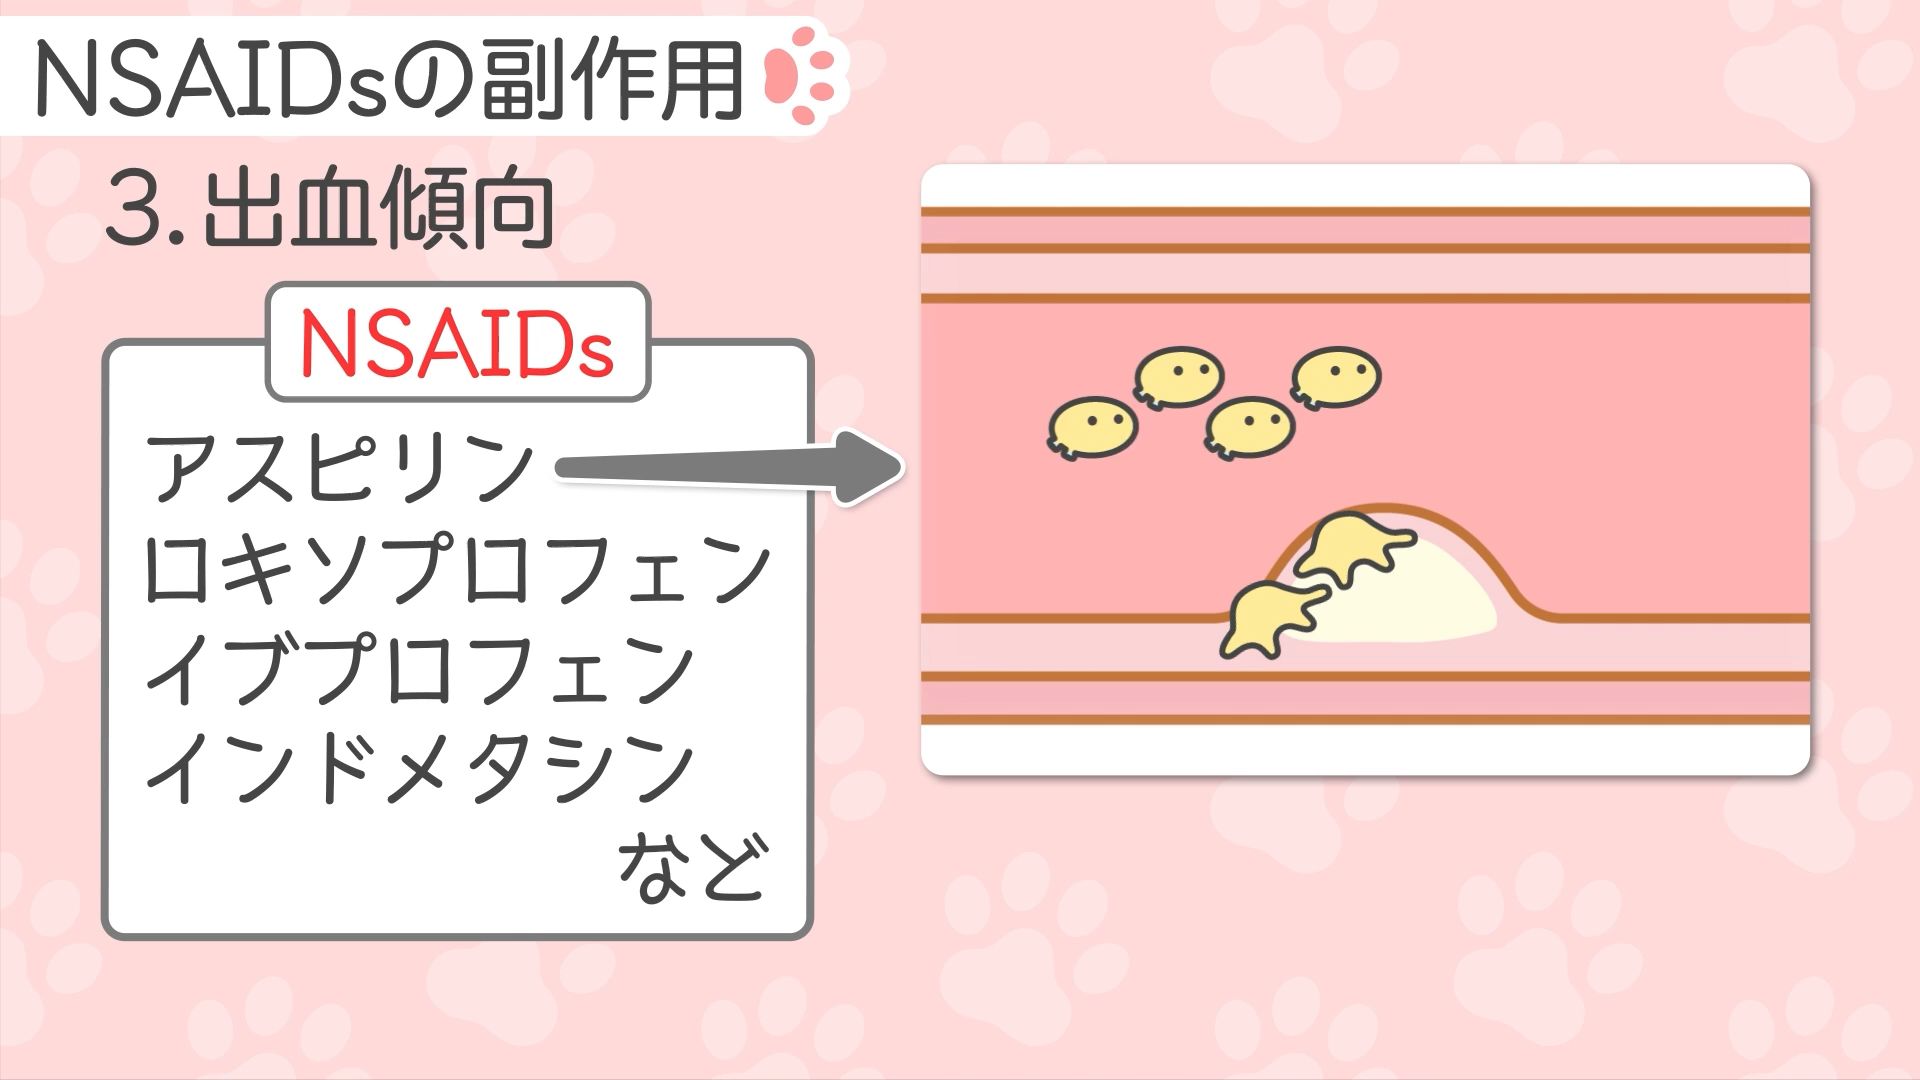 NSAIDsの副作用
3.出血傾向
NSAIDs
アスピリン
ロキソプロフェン
イブプロフェン
インドメタシン
など